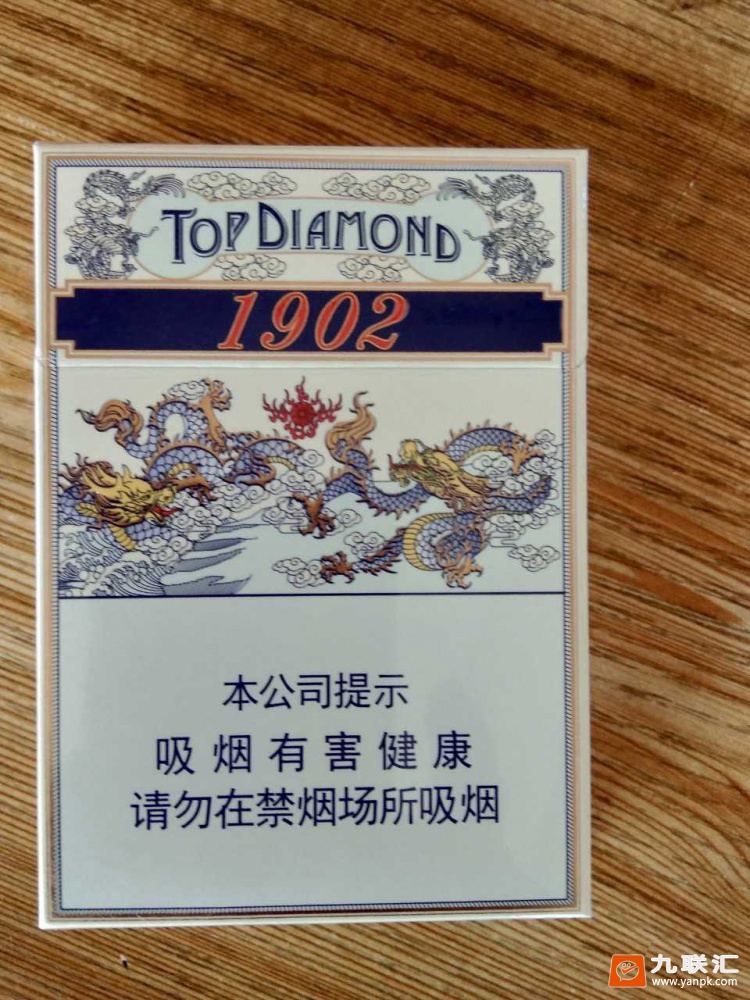 TOP DIAMOND
1902
本公司提示
吸烟有害健康
请勿在禁烟场所吸烟
九联汇
www.yanpk.com